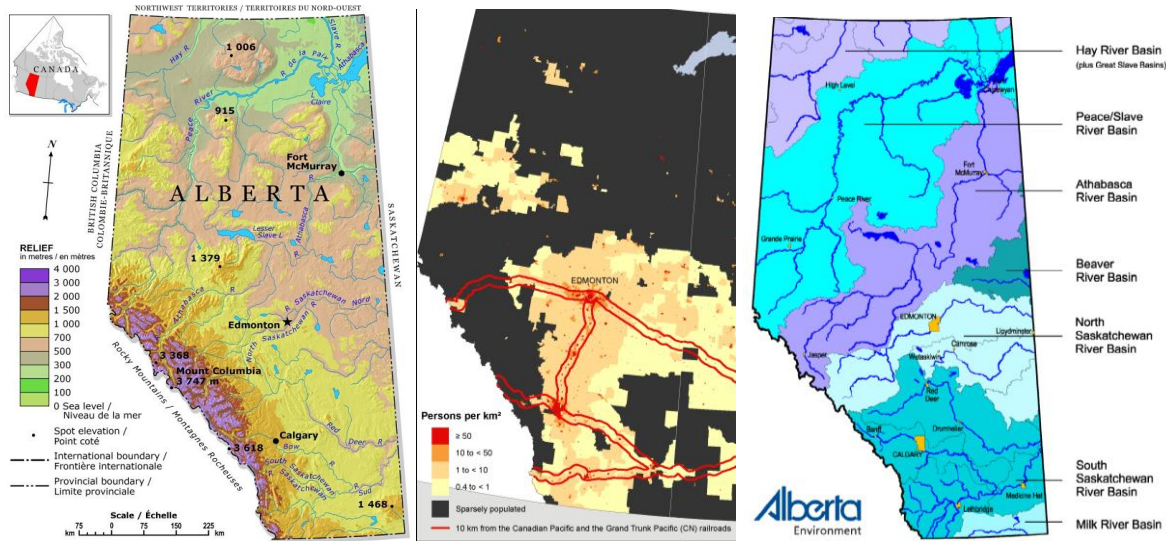 NORTHWEST TERRITORIES / TERRITOIRES DU NORD-OUEST
CANADA
N
BRITISH COLUMBIA
COLOMBIE-BRITANNIQUE
SASKATCHEWAN
Hay R
1 006
Slave R
R de la Paix
L
Athabasca
L
Claire
Peace
River
915
Fort
McMurray
ALBERTA
R
Athabasca
Lesser
Slave L
1 379
Athabasca
R
R
Saskatchewan
Nord
Edmonton
Saskatchewan R
North
RELIEF
in metres / en mètres
4 000
3 000
2 000
1 500
1 000
700
500
300
200
100
0 Sea level /
Niveau de la mer
3 368
Mount Columbia
3 747 m
Rocky Mountains / Montagnes Rocheuses
3 618
Calgary
Bow
R
Red
Deer
R
South
Saskatchewan
R
R
Saskatchewan
Sud
1 468
Spot elevation /
Point coté
International boundary /
Frontière internationale
Provincial boundary /
Limite provinciale
Scale / Échelle
75
km
0
75
150
225
km
EDMONTON
Persons per km²
≥ 50
10 to < 50
1 to < 10
0.4 to < 1
Sparsely populated
10 km from the Canadian Pacific and the Grand Trunk Pacific (CN) railroads
Hay River Basin
(plus Great Slave Basins)
High Level
Peace/Slave
River Basin
Fort
McMurray
Athabasca
River Basin
Peace River
Grande Prairie
Beaver
River Basin
EDMONTON
Lloydminster
North
Saskatchewan
River Basin
Jasper
Wetaskiwin
Camrose
Red
Deer
Banff
Drumheller
CALGARY
South
Saskatchewan
River Basin
Medicine Hat
Lethbridge
Milk River Basin
Alberta
Environment